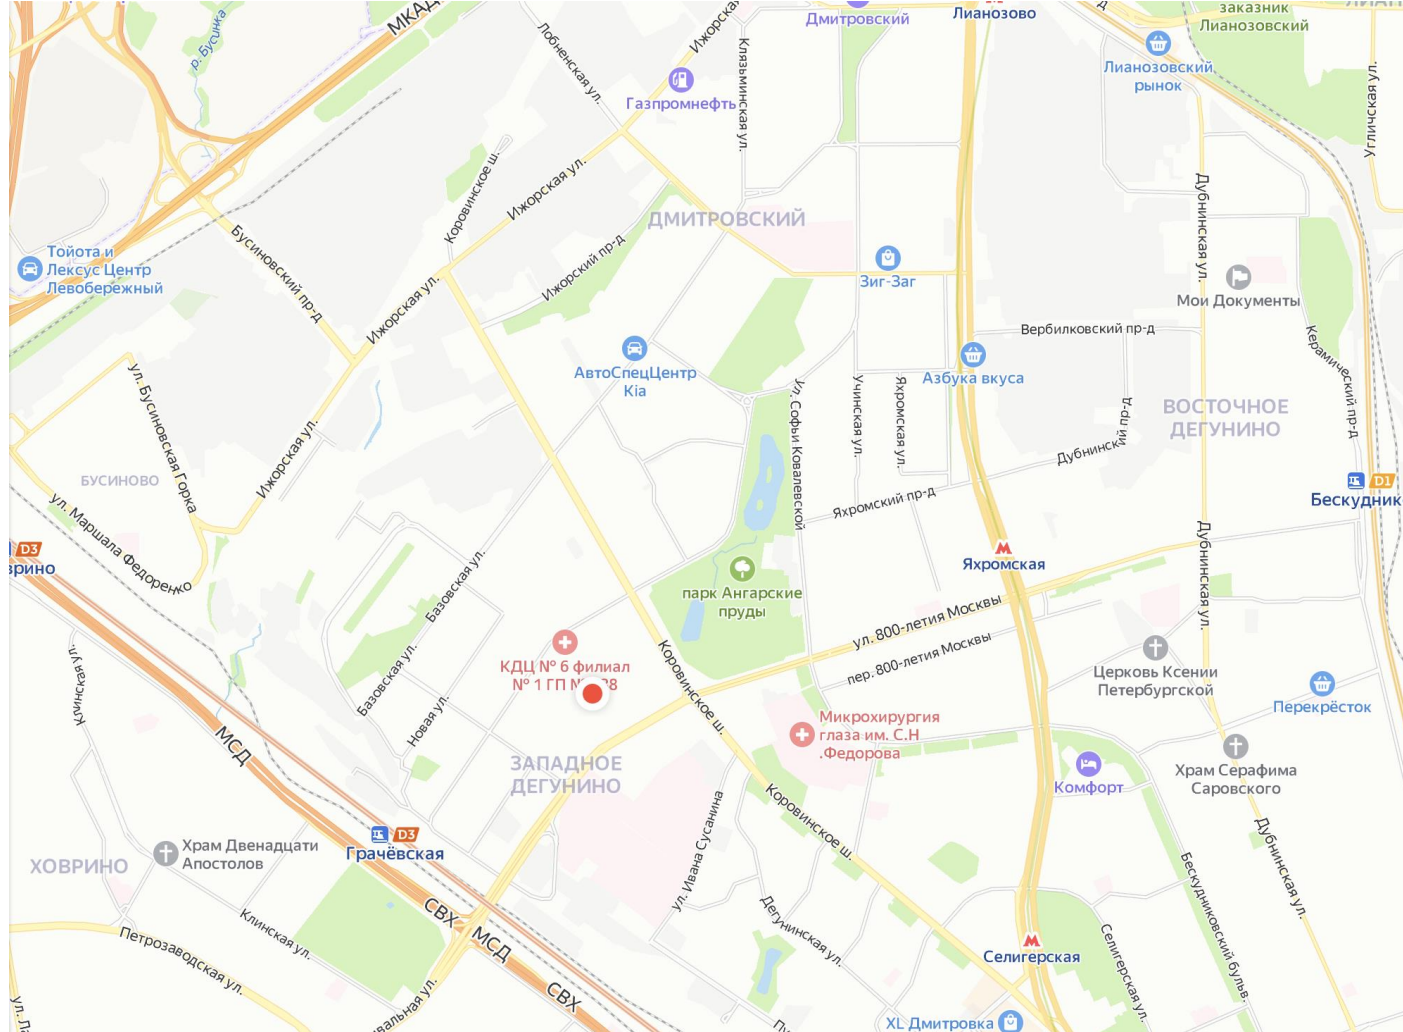 МКАД
р. Бусинка
Лобненская ул.
Ижорская
Клязьминская ул.
Дмитровский
Лианозово
заказник
Лианозовский
Лианозовский
рынок
Угличская ул.
Газпромнефть
Коровинское ш.
Ижорская ул.
Дубнинская ул.
ДМИТРОВСКИЙ
Тойота и
Лексус Центр
Левобережный
Бусиновский пр-д
Ижорская ул.
Ижорский пр-д
Зиг-Заг
Мои Документы
Вербилковский пр-д
Керамический пр-д
АвтоСпецЦентр
Kia
Азбука вкуса
ул. Бусиновская Горка
Ижорская ул.
ул. Софьи Ковалевской
Учинская ул.
Яхромская ул.
Дубнинский пр-д
ВОСТОЧНОЕ
ДЕГУНИНО
БУСИНОВО
ул. Маршала Федоренко
Яхромский пр-д
D1
Бескудник
D3
врино
Яхромская
Дубнинская ул.
Базовская ул.
парк Ангарские
пруды
ул. 800-летия Москвы
пер. 800-летия Москвы
Базовская ул.
Новая ул.
КДЦ № 6 филиал
№ 1 ГП
Коровинское ш.
Церковь Ксении
Петербургской
Перекрёсток
Клинская ул.
МСД
Микрохирургия
глаза им. С.Н
.Федорова
ЗАПАДНОЕ
ДЕГУНИНО
Комфорт
Храм Серафима
Саровского
D3
Грачёвская
Храм Двенадцати
Апостолов
ХОВРИНО
ул. Ивана Сусанина
Коровинское ш.
Дубнинская ул.
Бескудниковский бульв.
СВХ
МСД
СВХ
Клинская ул.
Петрозаводская ул.
Дегунинская ул.
Селигерская
Селигерская ул.
вальная ул.
XL Дмитровка